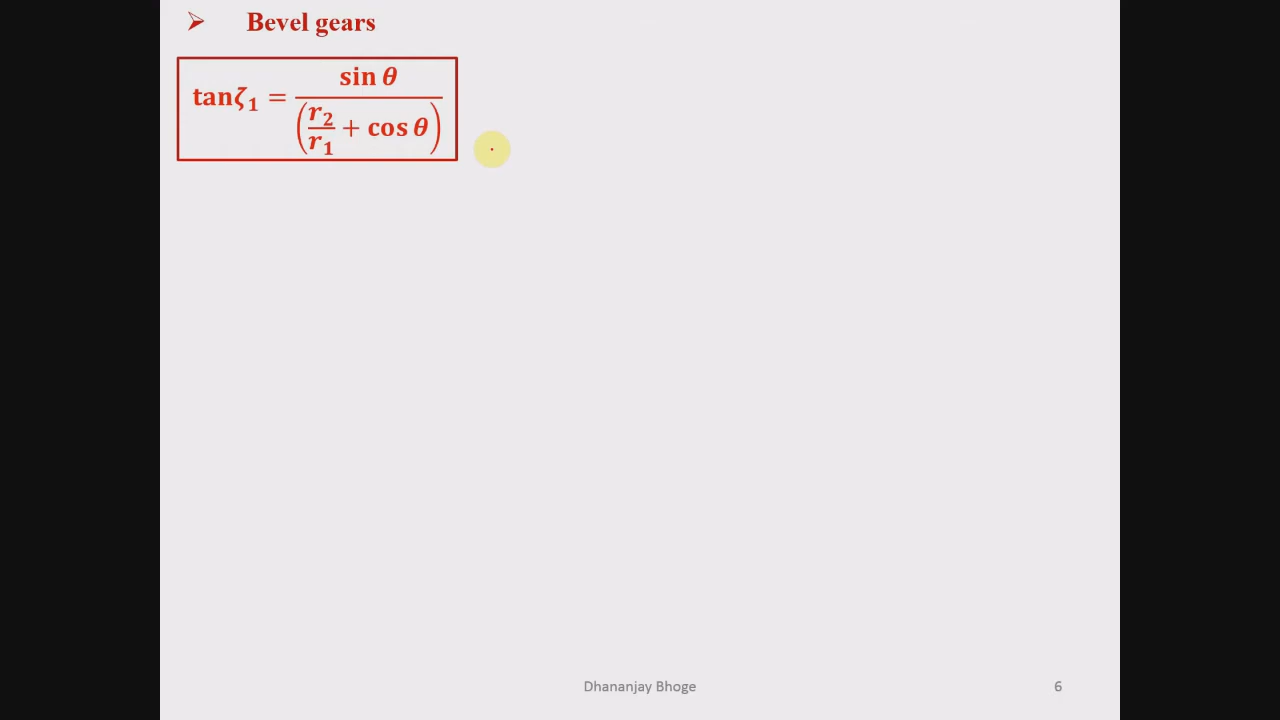 ➢ Bevel gears
tanζ₁ = sin θ / (r₂/r₁ + cos θ)
Dhananjay Bhoge
6